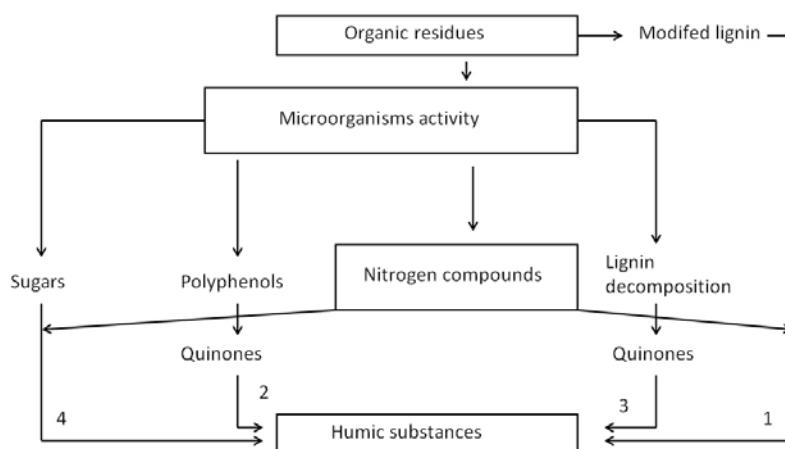 Organic residues
Modifed lignin
Microorganisms activity
Sugars
Polyphenols
Nitrogen compounds
Lignin
decomposition
Quinones
Quinones
2
3
4
1
Humic substances